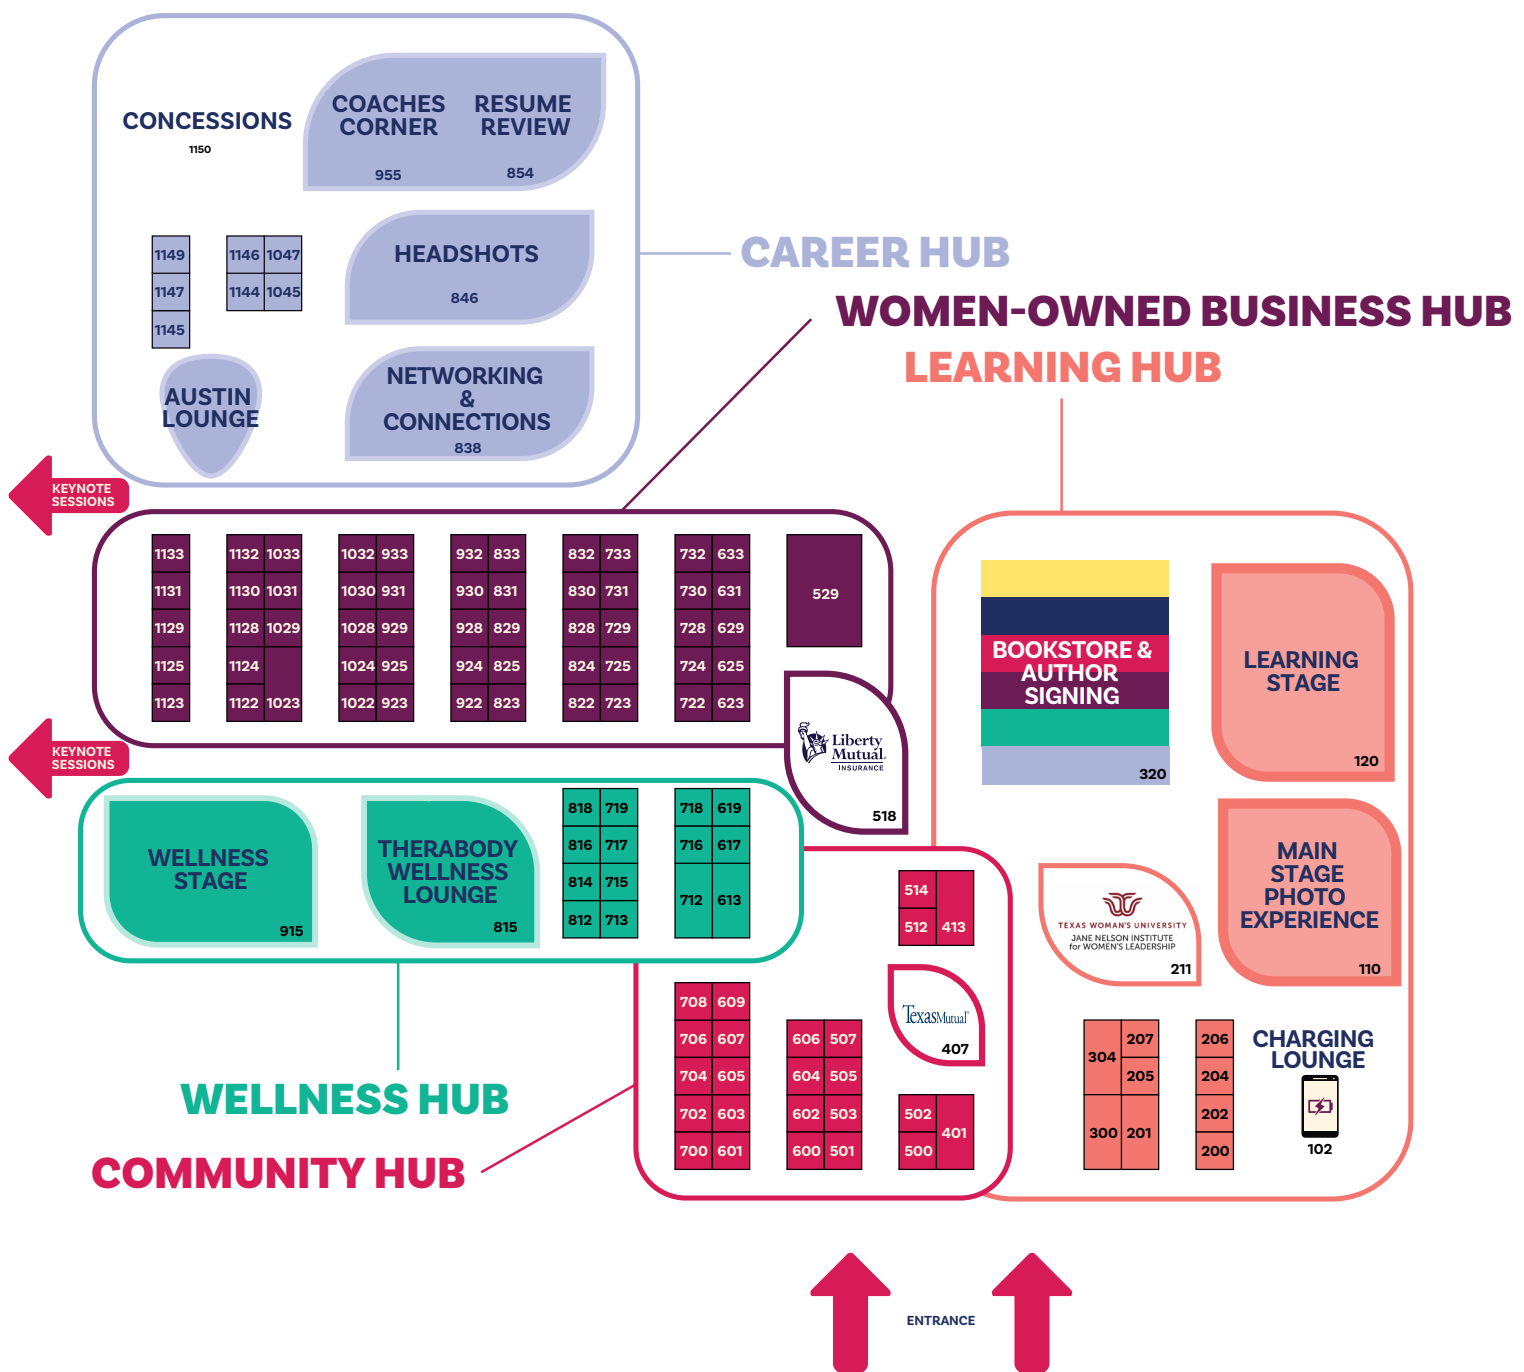 CONCESSIONS
1150
COACHES
CORNER
955
RESUME
REVIEW
854
1149
1147
1145
1146 1047
1144 1045
HEADSHOTS
846
AUSTIN
LOUNGE
NETWORKING
&
CONNECTIONS
838
CAREER HUB
WOMEN-OWNED BUSINESS HUB
LEARNING HUB
KEYNOTE
SESSIONS
1133 1132 1033 1032 933 932 833 832 733 732 633
1131 1130 1031 1030 931 930 831 830 731 730 631
529
1129 1128 1029 1028 929 928 829 828 729 728 629
1125 1124 1024 925 924 825 824 725 724 625
1123 1122 1023 1022 923 922 823 822 723 722 623
Liberty
Mutual®
INSURANCE
518
KEYNOTE
SESSIONS
BOOKSTORE &
AUTHOR
SIGNING
320
LEARNING
STAGE
120
WELLNESS
STAGE
915
THERABODY
WELLNESS
LOUNGE
815
818 719 718 619
816 717 716 617
814 715
712 613
812 713
514
512 413
MAIN
STAGE
PHOTO
EXPERIENCE
110
TEXAS WOMAN'S UNIVERSITY
JANE NELSON INSTITUTE
for WOMEN'S LEADERSHIP
211
TexasMutual®
407
708 609
706 607 606 507
704 605 604 505
702 603 602 503
700 601 600 501
502
401
500
207
304
205
300 201
206
204
202
200
CHARGING
LOUNGE
102
WELLNESS HUB
COMMUNITY HUB
ENTRANCE